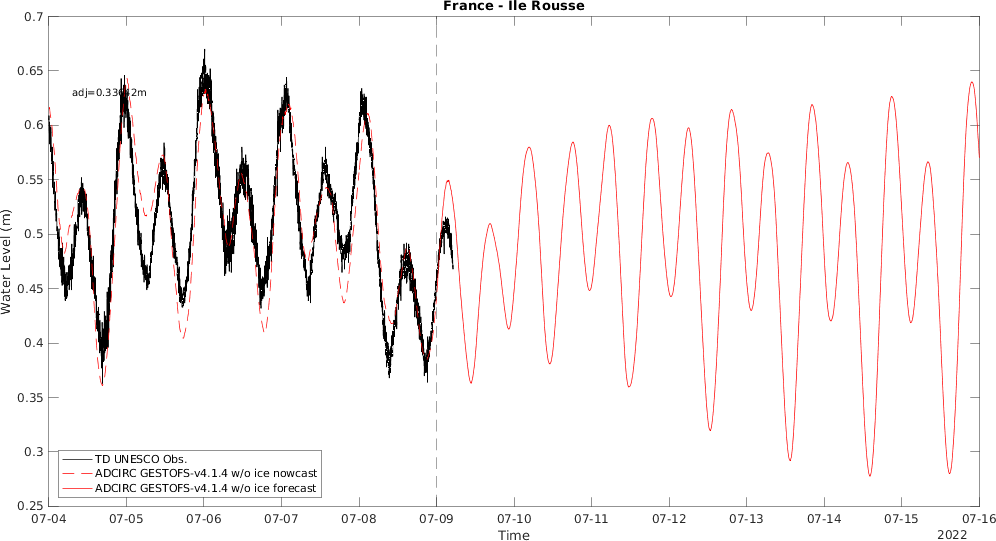 France - Ile Rousse
0.7
0.65
0.6
0.55
0.5
0.45
0.4
0.35
0.3
0.25
Water Level (m)
TD UNESCO Obs.
ADCIRC GESTOFS-v4.1.4 w/o ice nowcast
ADCIRC GESTOFS-v4.1.4 w/o ice forecast
07-04 07-05 07-06 07-07 07-08 07-09 07-10 07-11 07-12 07-13 07-14 07-15 07-16
Time
2022